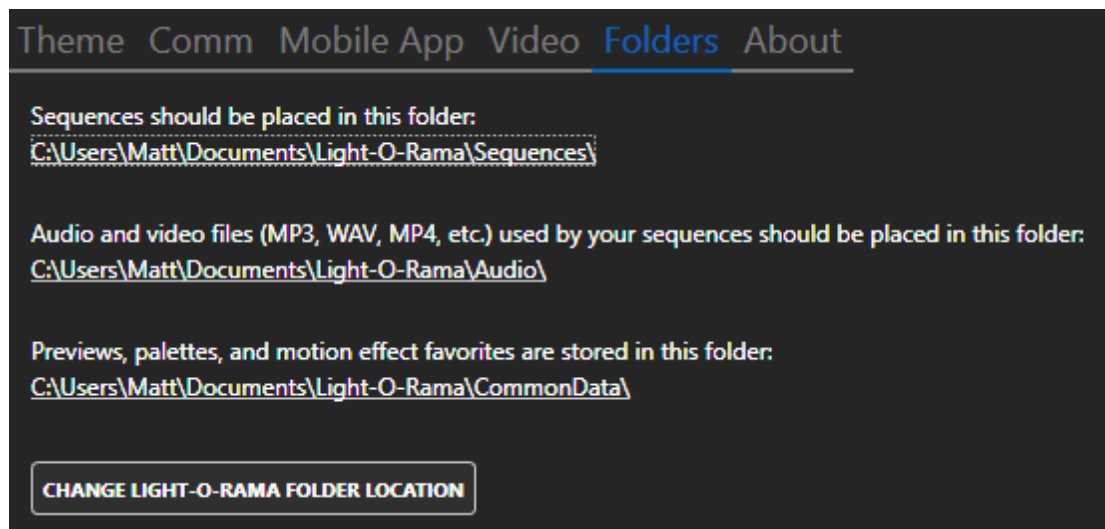 Theme Comm Mobile App Video Folders About
Sequences should be placed in this folder:
C:\Users\Matt\Documents\Light-O-Rama\Sequences\
Audio and video files (MP3, WAV, MP4, etc.) used by your sequences should be placed in this folder:
C:\Users\Matt\Documents\Light-O-Rama\Audio\
Previews, palettes, and motion effect favorites are stored in this folder:
C:\Users\Matt\Documents\Light-O-Rama\CommonData\
CHANGE LIGHT-O-RAMA FOLDER LOCATION